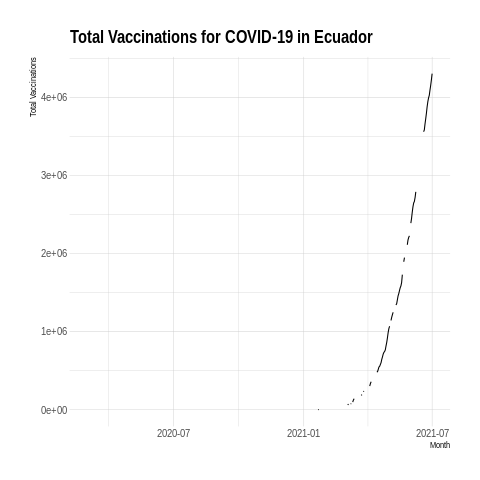 Total Vaccinations for COVID-19 in Ecuador
Total Vaccinations
4e+06
3e+06
2e+06
1e+06
0e+00
2020-07 2021-01 2021-07
Month